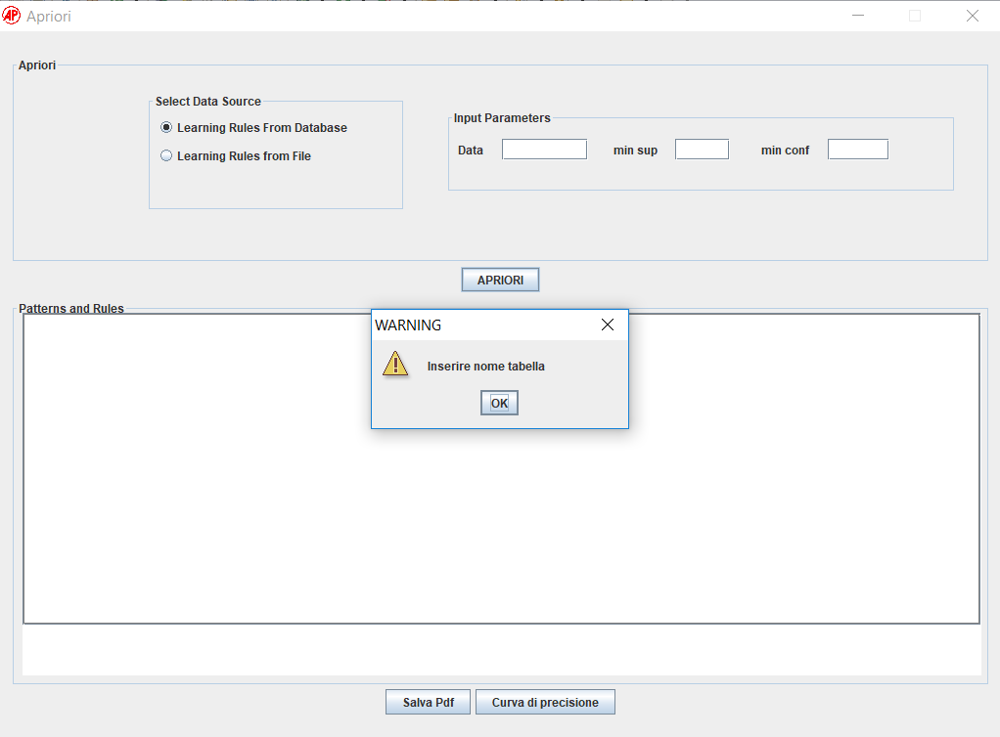 AP Apriori
Apriori
Select Data Source
Learning Rules From Database
Learning Rules from File
Input Parameters
Data min sup min conf
APRIORI
Patterns and Rules
WARNING
Inserire nome tabella
OK
Salva Pdf Curva di precisione